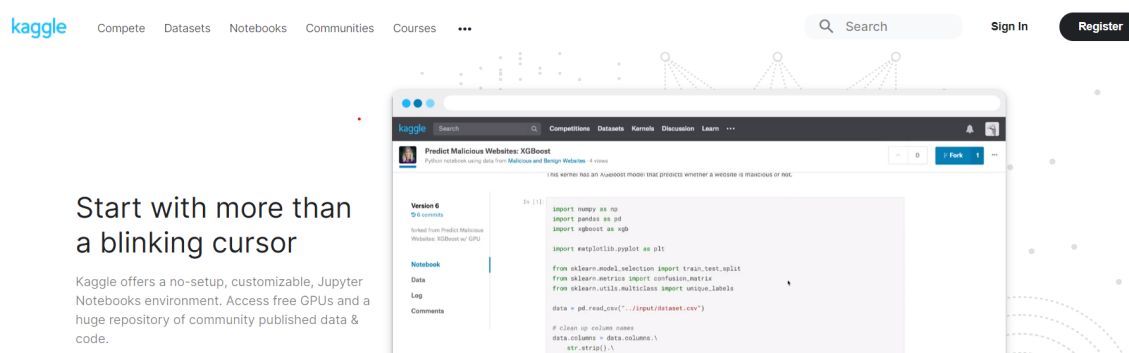 kaggle Compete Datasets Notebooks Communities Courses ••• Search Sign In Register
kaggle Search Competitions Datasets Kernels Discussion Learn •••
Predict Malicious Websites: XGBoost
Python notebook using data from Malicious and Benign Websites · 4 views
0 Fork 1
This kernel has an XGBoost model that predicts whether a website is malicious or not.
Start with more than
a blinking cursor
Kaggle offers a no-setup, customizable, Jupyter
Notebooks environment. Access free GPUs and a
huge repository of community published data &
code.
Version 6
6 commits
forked from Predict Malicious
Websites: XGBoost w/ GPU
Notebook
Data
Log
Comments
In [1]:
import numpy as np
import pandas as pd
import xgboost as xgb
import matplotlib.pyplot as plt
from sklearn.model_selection import train_test_split
from sklearn.metrics import confusion_matrix
from sklearn.utils.multiclass import unique_labels
data = pd.read_csv("../input/dataset.csv")
# clean up column names
data.columns = data.columns.\
str.strip().\